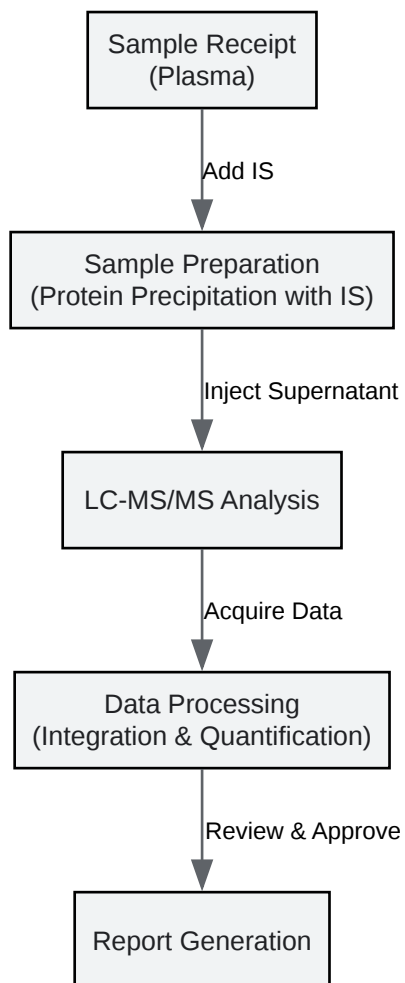 Sample Receipt
(Plasma)
Add IS
Sample Preparation
(Protein Precipitation with IS)
Inject Supernatant
LC-MS/MS Analysis
Acquire Data
Data Processing
(Integration & Quantification)
Review & Approve
Report Generation